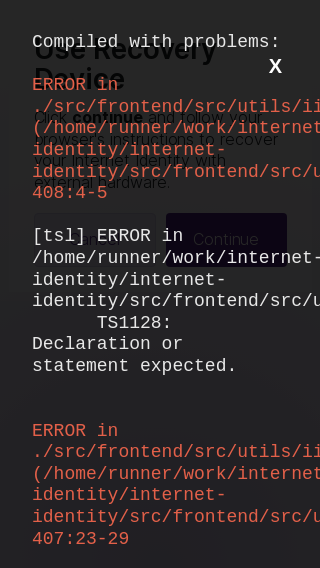 Compiled with problems:
X
ERROR in
./src/frontend/src/utils/ii
(/home/runner/work/internet
identity/internet-
identity/src/frontend/src/u
408:4-5
[tsl] ERROR in
/home/runner/work/internet-
identity/internet-
identity/src/frontend/src/u
TS1128:
Declaration or
statement expected.
ERROR in
./src/frontend/src/utils/ii
(/home/runner/work/internet
identity/internet-
identity/src/frontend/src/u
407:23-29
Use Recovery
Device
Click continue and follow your
browser's instructions to recover
your Internet Identity with
external hardware.
Cancel
Continue